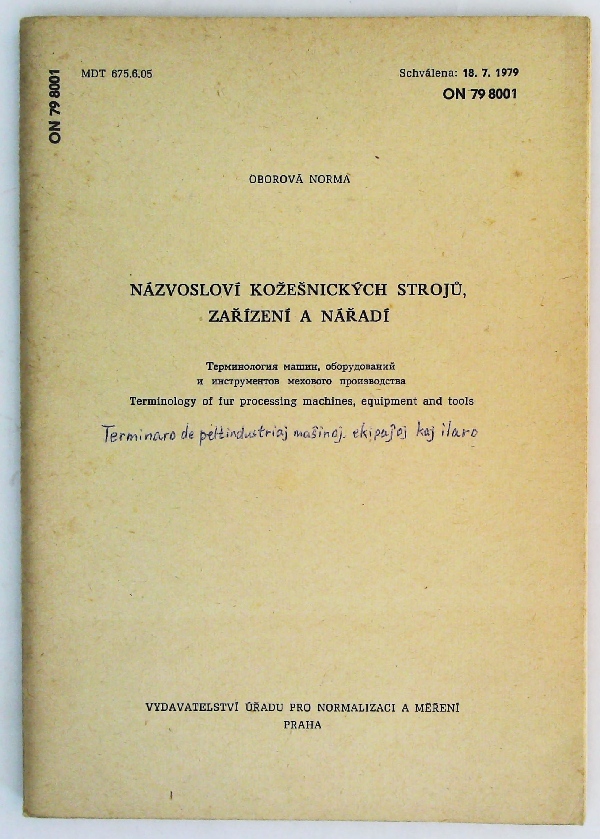 ON 79 8001
MDT 675.6.05
Schválena: 18. 7. 1979
ON 79 8001
OBOROVÁ NORMA
NÁZVOSLOVÍ KOŽEŠNICKÝCH STROJŮ,
ZAŘÍZENÍ A NÁŘADÍ
Терминология машин, оборудований
и инструментов мехового производства
Terminology of fur processing machines, equipment and tools
Terminaro de peltindustriaj maŝinoj, ekipaĵoj kaj ilaro
VYDAVATELSTVÍ ÚŘADU PRO NORMALIZACI A MĚŘENÍ
PRAHA